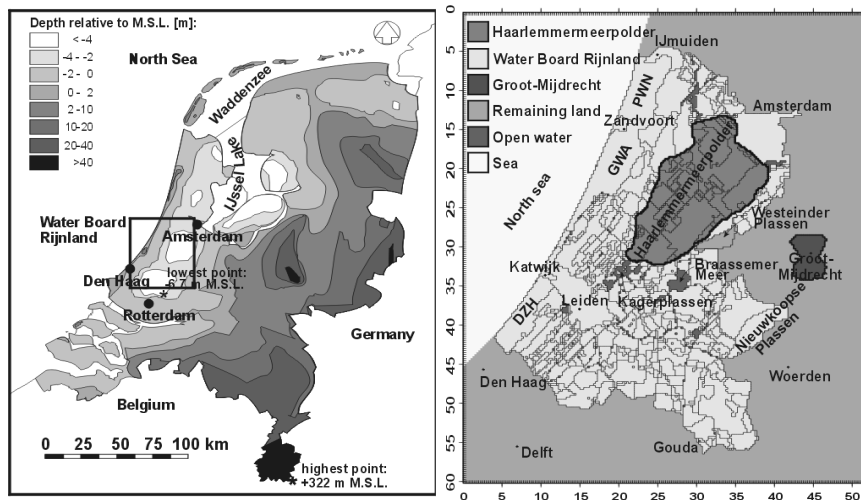 Depth relative to M.S.L. [m]:
< -4
-4 - -2
-2 - 0
0 - 2
2-10
10-20
20-40
>40
North Sea
Waddenzee
IJssel Lake
Water Board
Rijnland
Amsterdam
Den Haag
lowest point:
-6.7 m M.S.L.
*
Rotterdam
Germany
Belgium
0 25 50 75 100 km
highest point:
* +322 m M.S.L.
0
5
10
15
20
25
30
35
40
45
50
55
60
Haarlemmermeerpolder
Water Board Rijnland
Groot-Mijdrecht
Remaining land
Open water
Sea
IJmuiden
PWN
Amsterdam
Zandvoort
GWA
Haarlemmermeerpolder
North sea
Westeinder
Plassen
Groot-
Mijdrecht
Braassemer
Meer
Katwijk
DZH
Leiden
Kagerplassen
Nieuwkoopse
Plassen
Den Haag
Woerden
Delft
Gouda
0 5 10 15 20 25 30 35 40 45 50